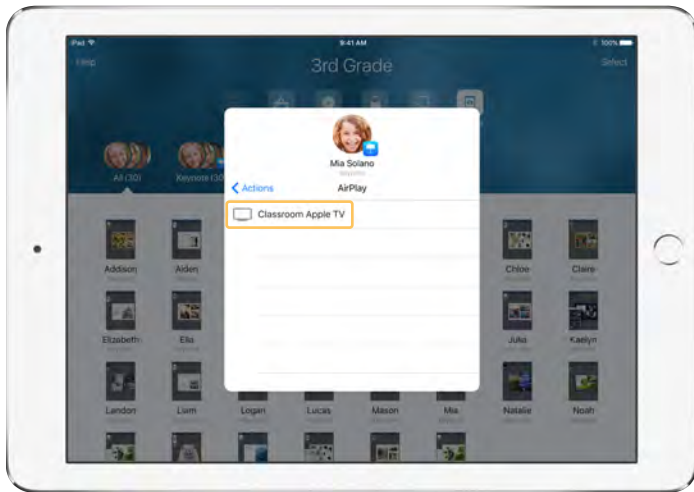 iPad 9:41 AM 100%
Help 3rd Grade Select
All (30) Keynote (30
Mia Solano
Actions AirPlay
Classroom Apple TV
Addison Aiden Chloe Claire
Elizabeth Ella Julia Kaelyn
Landon Liam Logan Lucas Mason Mia Natalie Noah